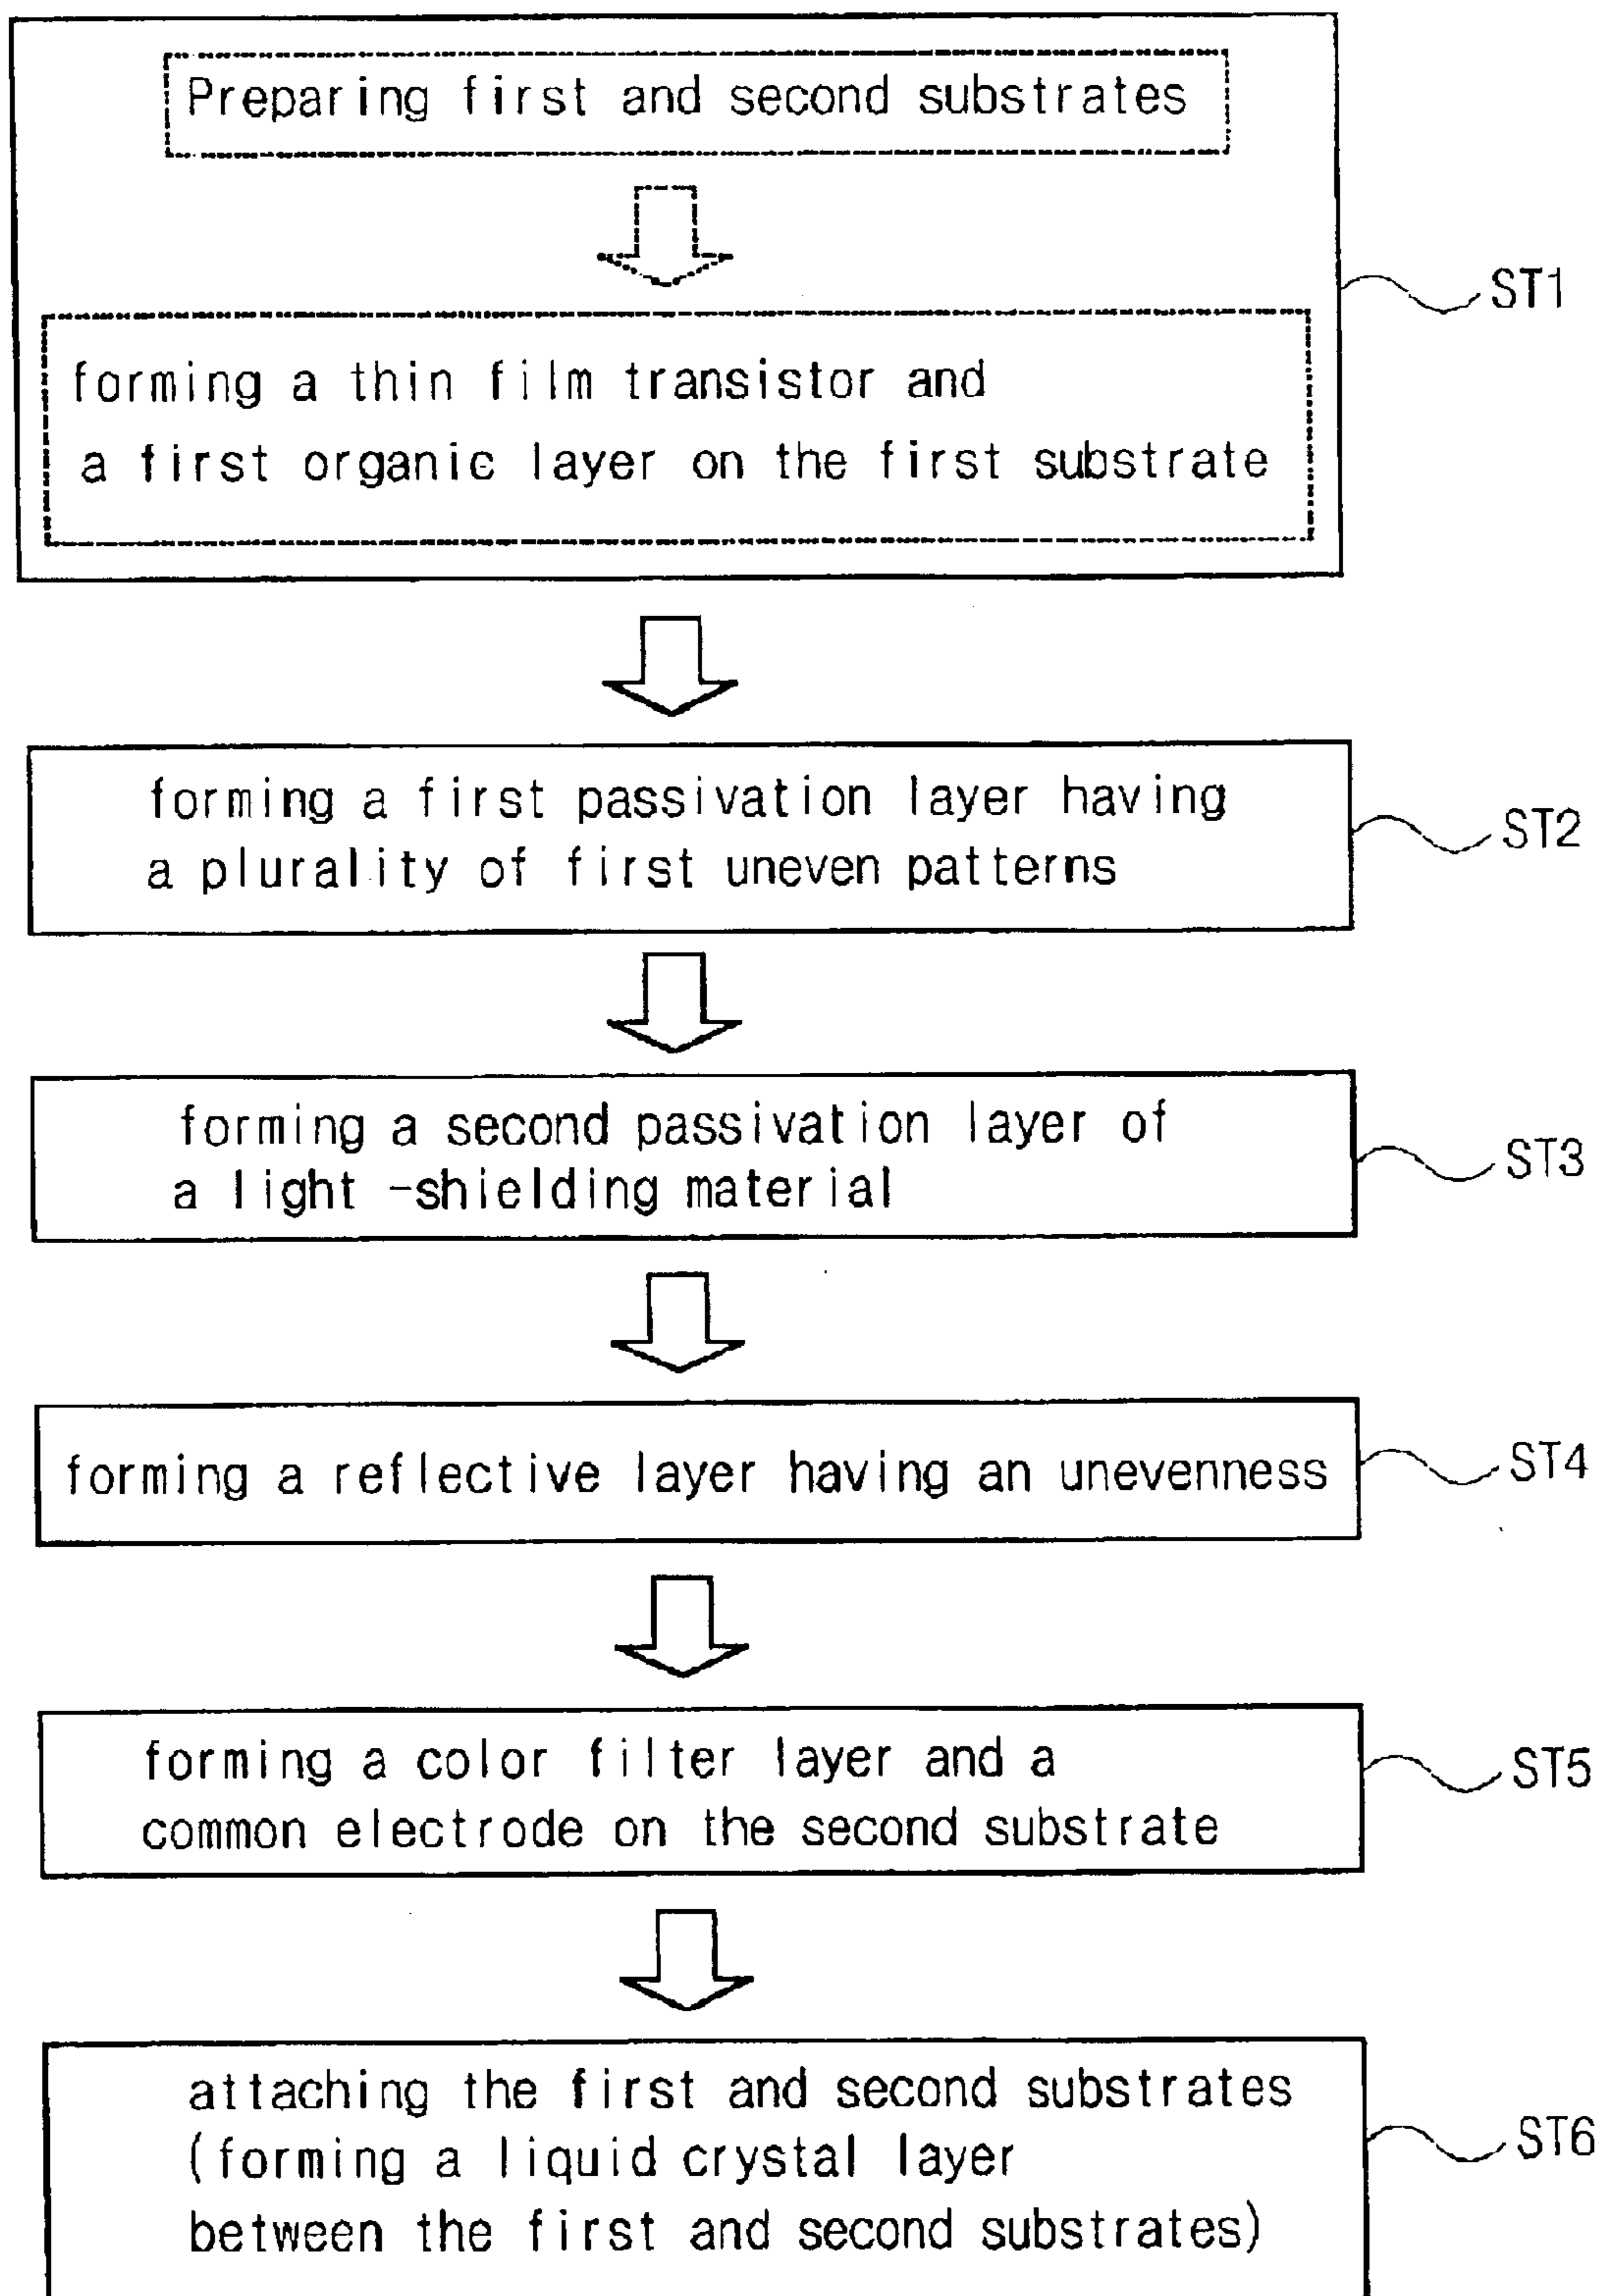 Preparing first and second substrates
ST1
forming a thin film transistor and
a first organic layer on the first substrate
forming a first passivation layer having
a plurality of first uneven patterns
ST2
forming a second passivation layer of
a light -shielding material
ST3
forming a reflective layer having an unevenness
ST4
forming a color filter layer and a
common electrode on the second substrate
ST5
attaching the first and second substrates
(forming a liquid crystal layer
between the first and second substrates)
ST6